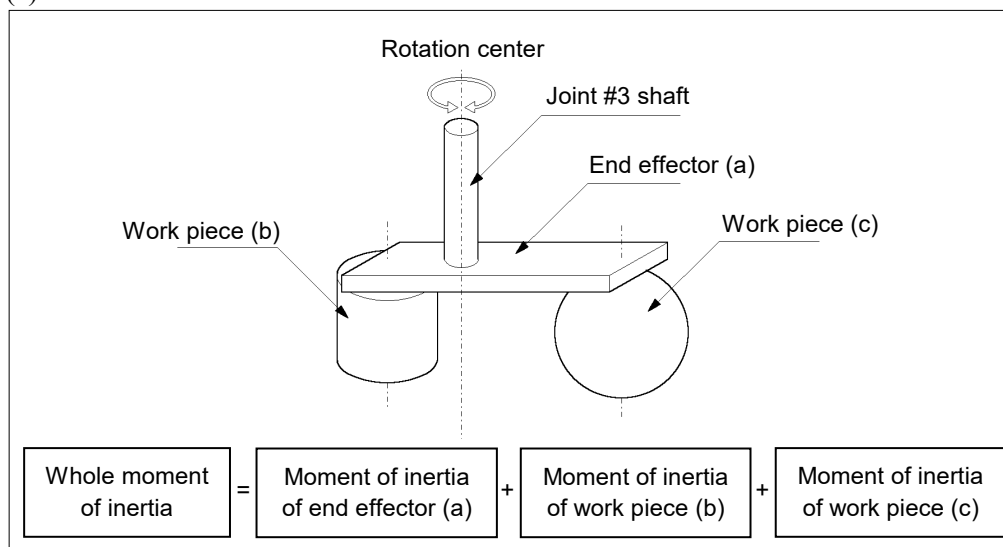 Rotation center
Joint #3 shaft
End effector (a)
Work piece (b)
Work piece (c)
Whole moment
of inertia
=
Moment of inertia
of end effector (a)
+
Moment of inertia
of work piece (b)
+
Moment of inertia
of work piece (c)